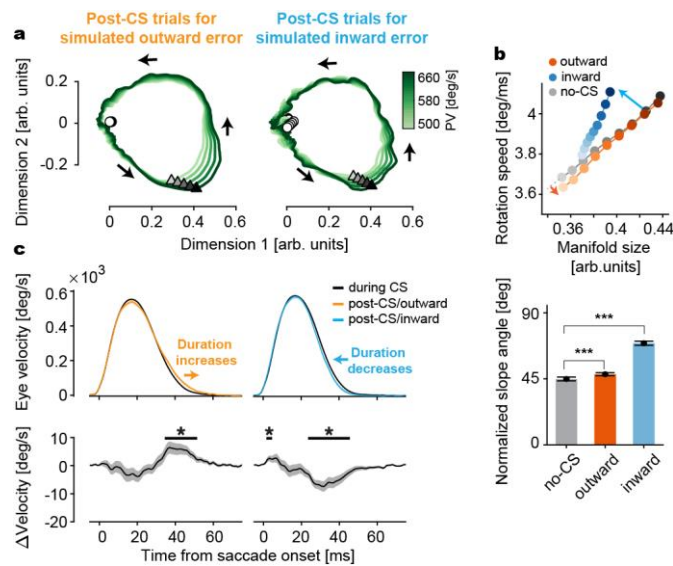 a
Post-CS trials for
simulated outward error
Post-CS trials for
simulated inward error
Dimension 2 [arb. units]
0.2
0
-0.2
0 0.2 0.4 0.6
0 0.2 0.4 0.6
Dimension 1 [arb. units]
660
500
PV [deg/s]
b
outward
inward
no-CS
Rotation speed [deg/ms]
4
3.8
3.6
0.36 0.4 0.44
Manifold size
[arb.units]
Normalized slope angle [deg]
90
45
0
***
***
no-CS
outward
inward
c
×10³
Eye velocity [deg/s]
0.6
0.3
0
during CS
post-CS/outward
post-CS/inward
Duration
increases
Duration
decreases
ΔVelocity [deg/s]
10
0
-10
-20
*
* *
0 20 40 60
0 20 40 60
Time from saccade onset [ms]